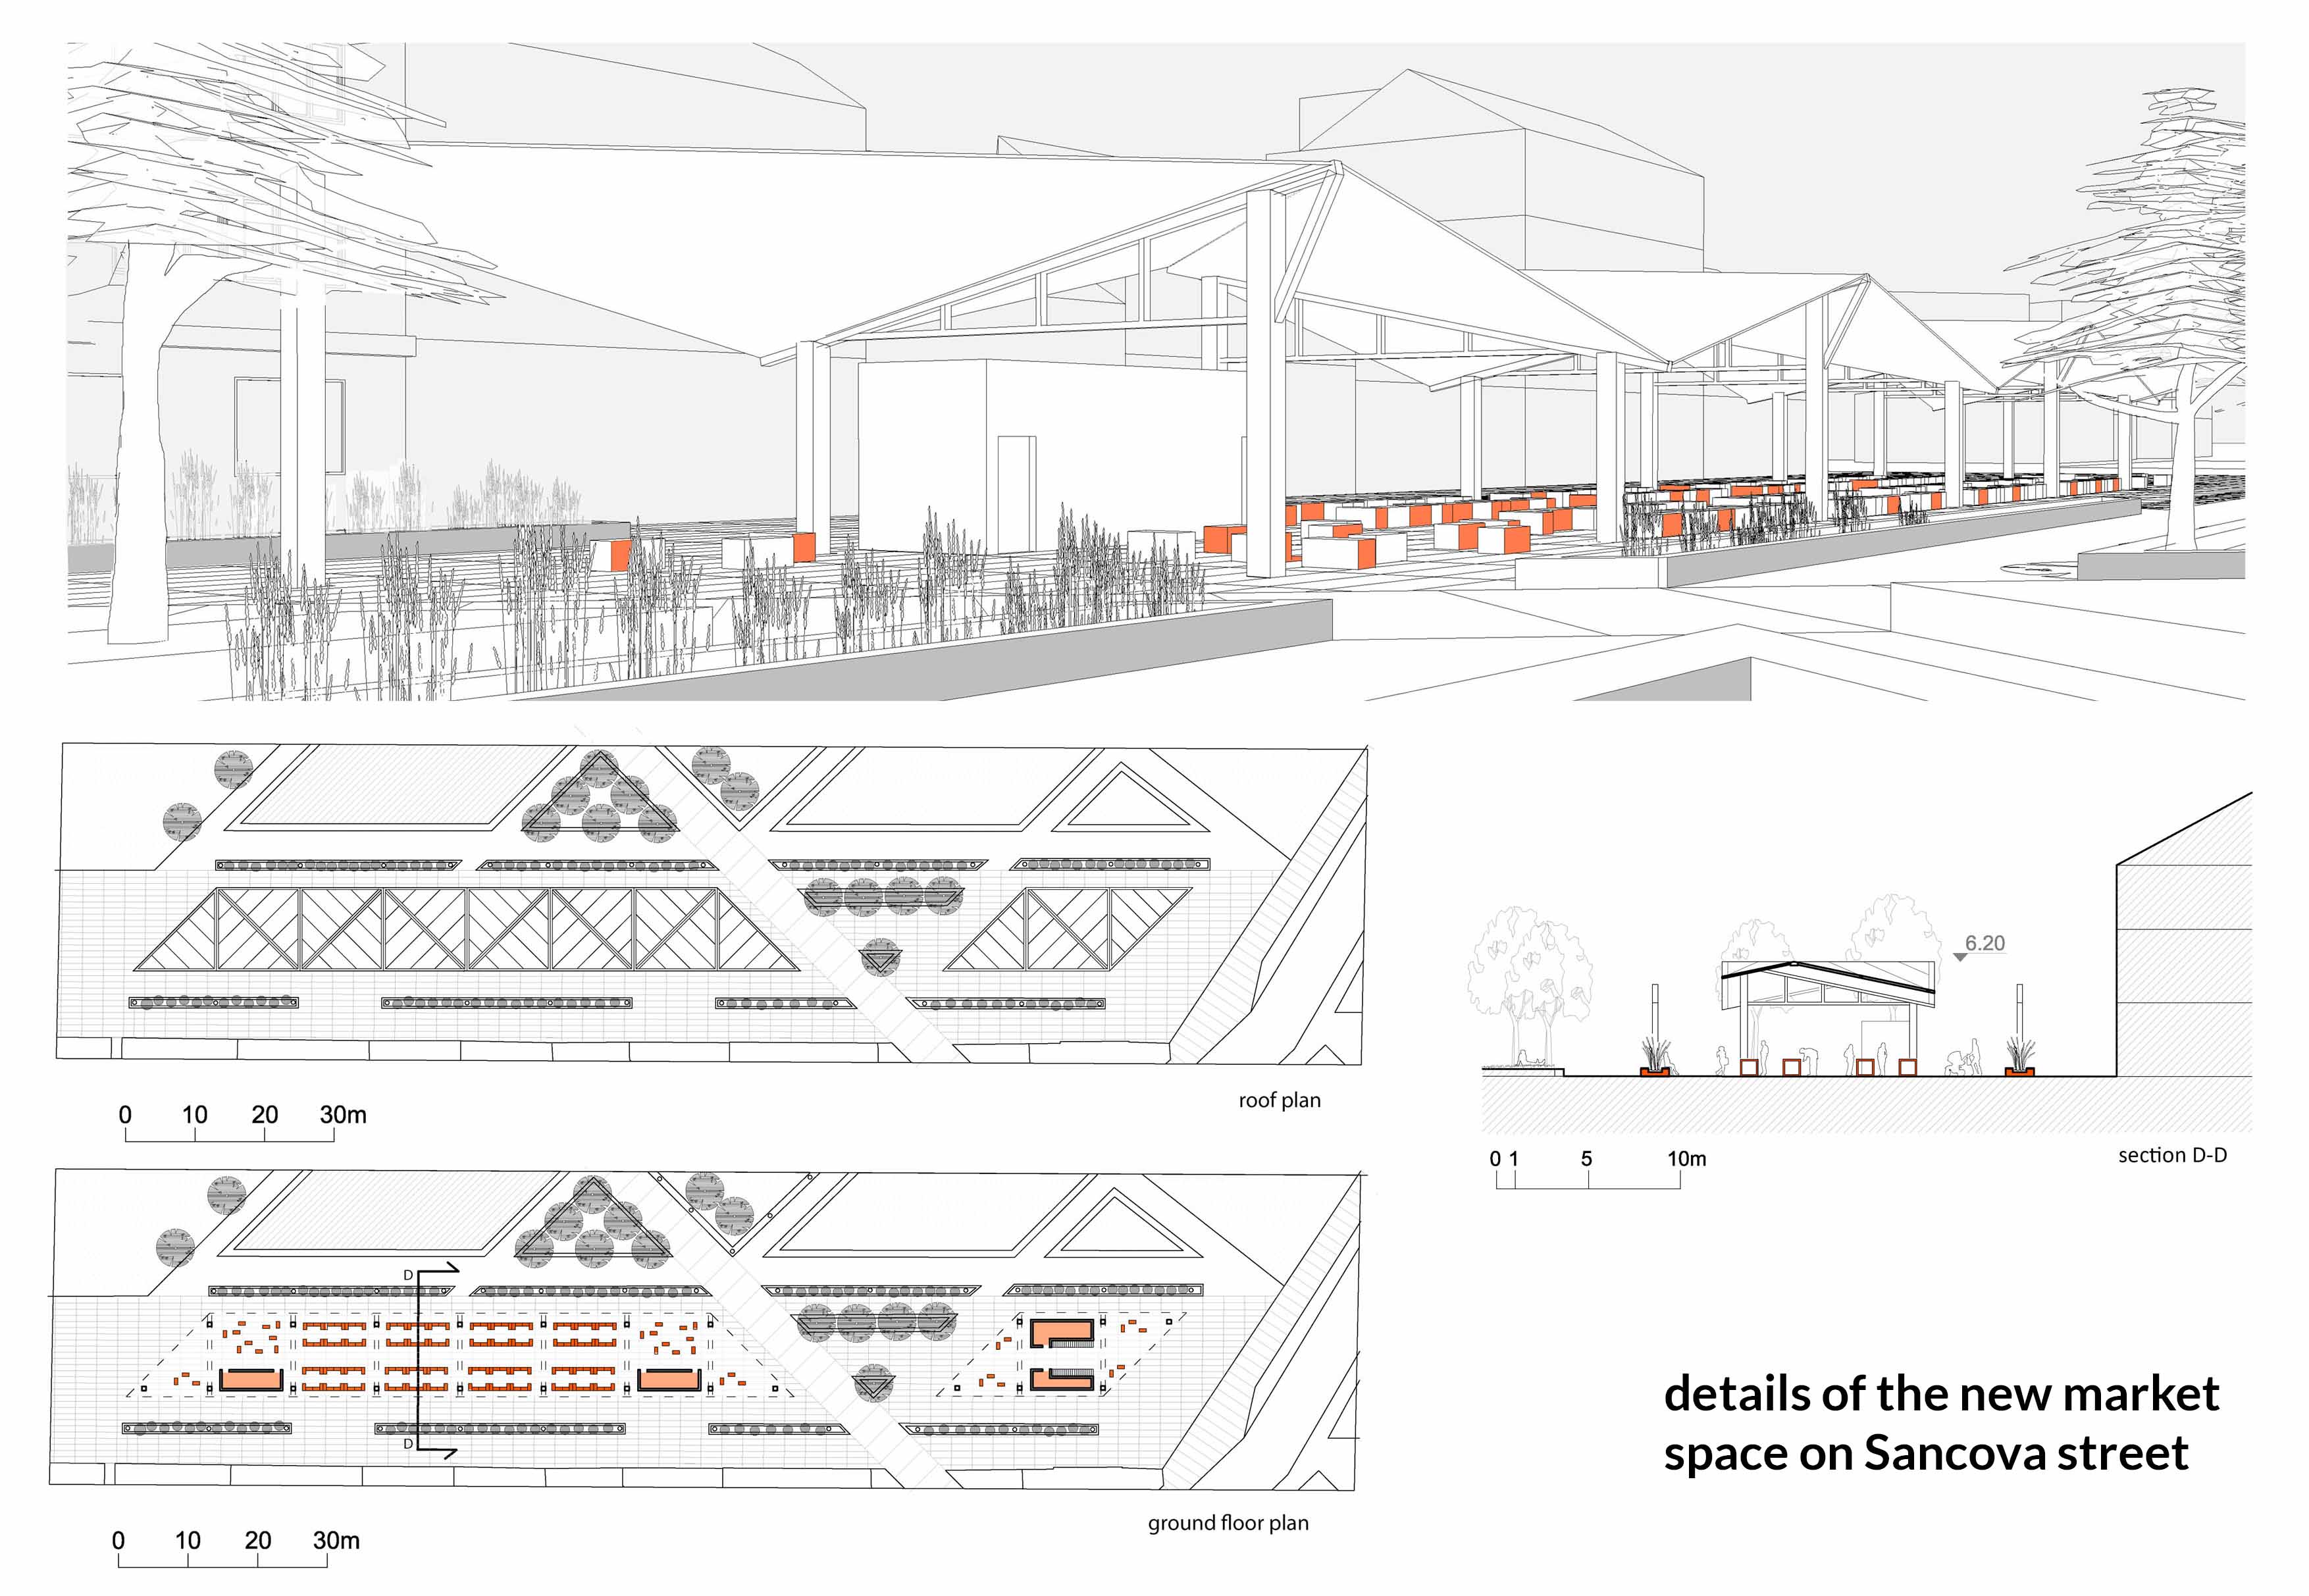 6.20
roof plan
0 10 20 30m
section D-D
0 1 5 10m
D
D
ground floor plan
0 10 20 30m
details of the new market
space on Sancova street